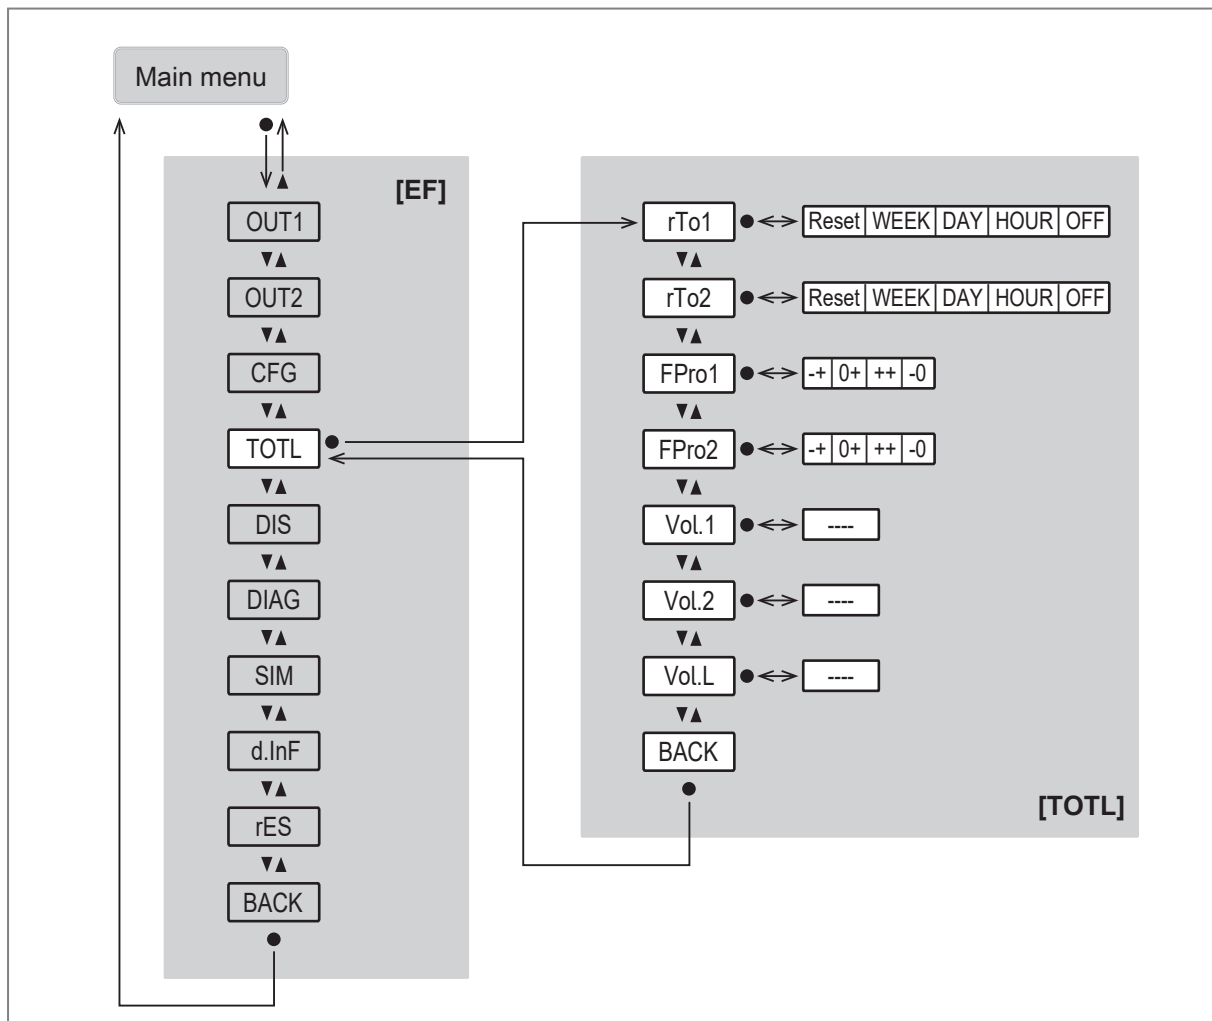 Main menu
[EF]
OUT1
OUT2
CFG
TOTL
DIS
DIAG
SIM
d.InF
rES
BACK
rTo1 Reset WEEK DAY HOUR OFF
rTo2 Reset WEEK DAY HOUR OFF
FPro1 -+ 0+ ++ -0
FPro2 -+ 0+ ++ -0
Vol.1 ----
Vol.2 ----
Vol.L ----
BACK
[TOTL]